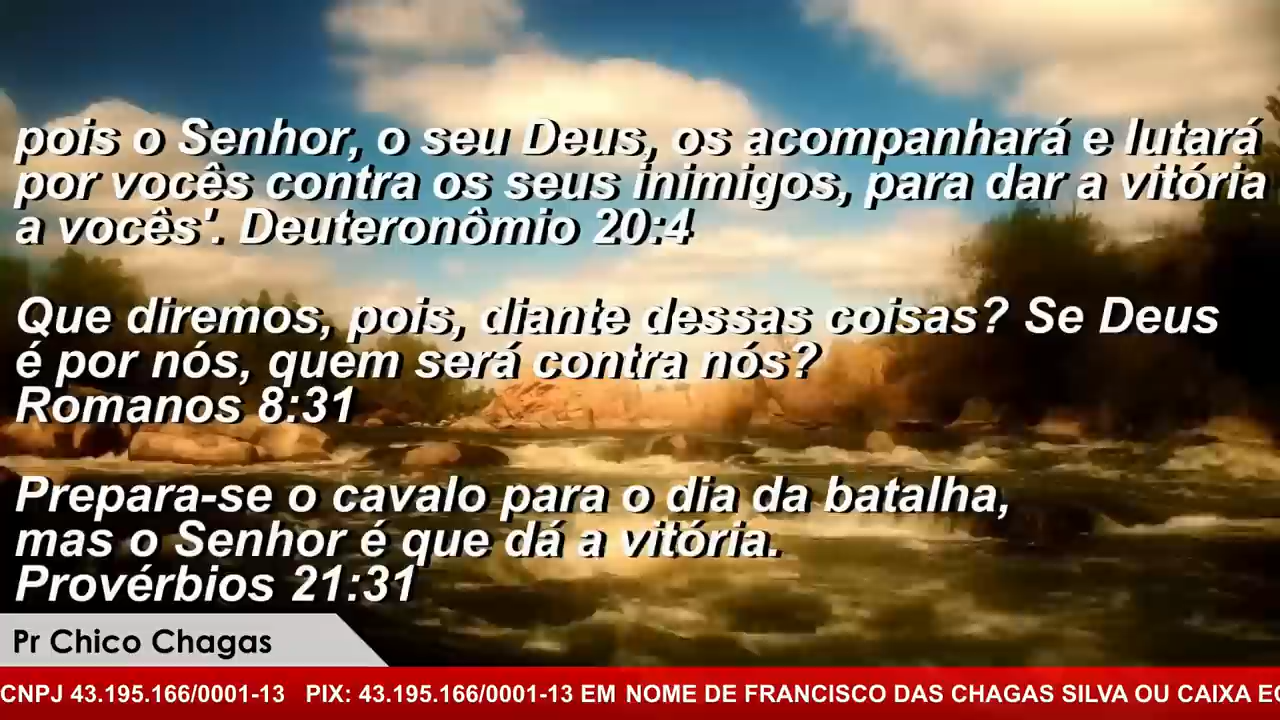 pois o Senhor, o seu Deus, os acompanhará e lutará
por vocês contra os seus inimigos, para dar a vitória
a vocês'. Deuteronômio 20:4
Que diremos, pois, diante dessas coisas? Se Deus
é por nós, quem será contra nós?
Romanos 8:31
Prepara-se o cavalo para o dia da batalha,
mas o Senhor é que dá a vitória.
Provérbios 21:31
Pr Chico Chagas
CNPJ 43.195.166/0001-13 PIX: 43.195.166/0001-13 EM NOME DE FRANCISCO DAS CHAGAS SILVA OU CAIXA